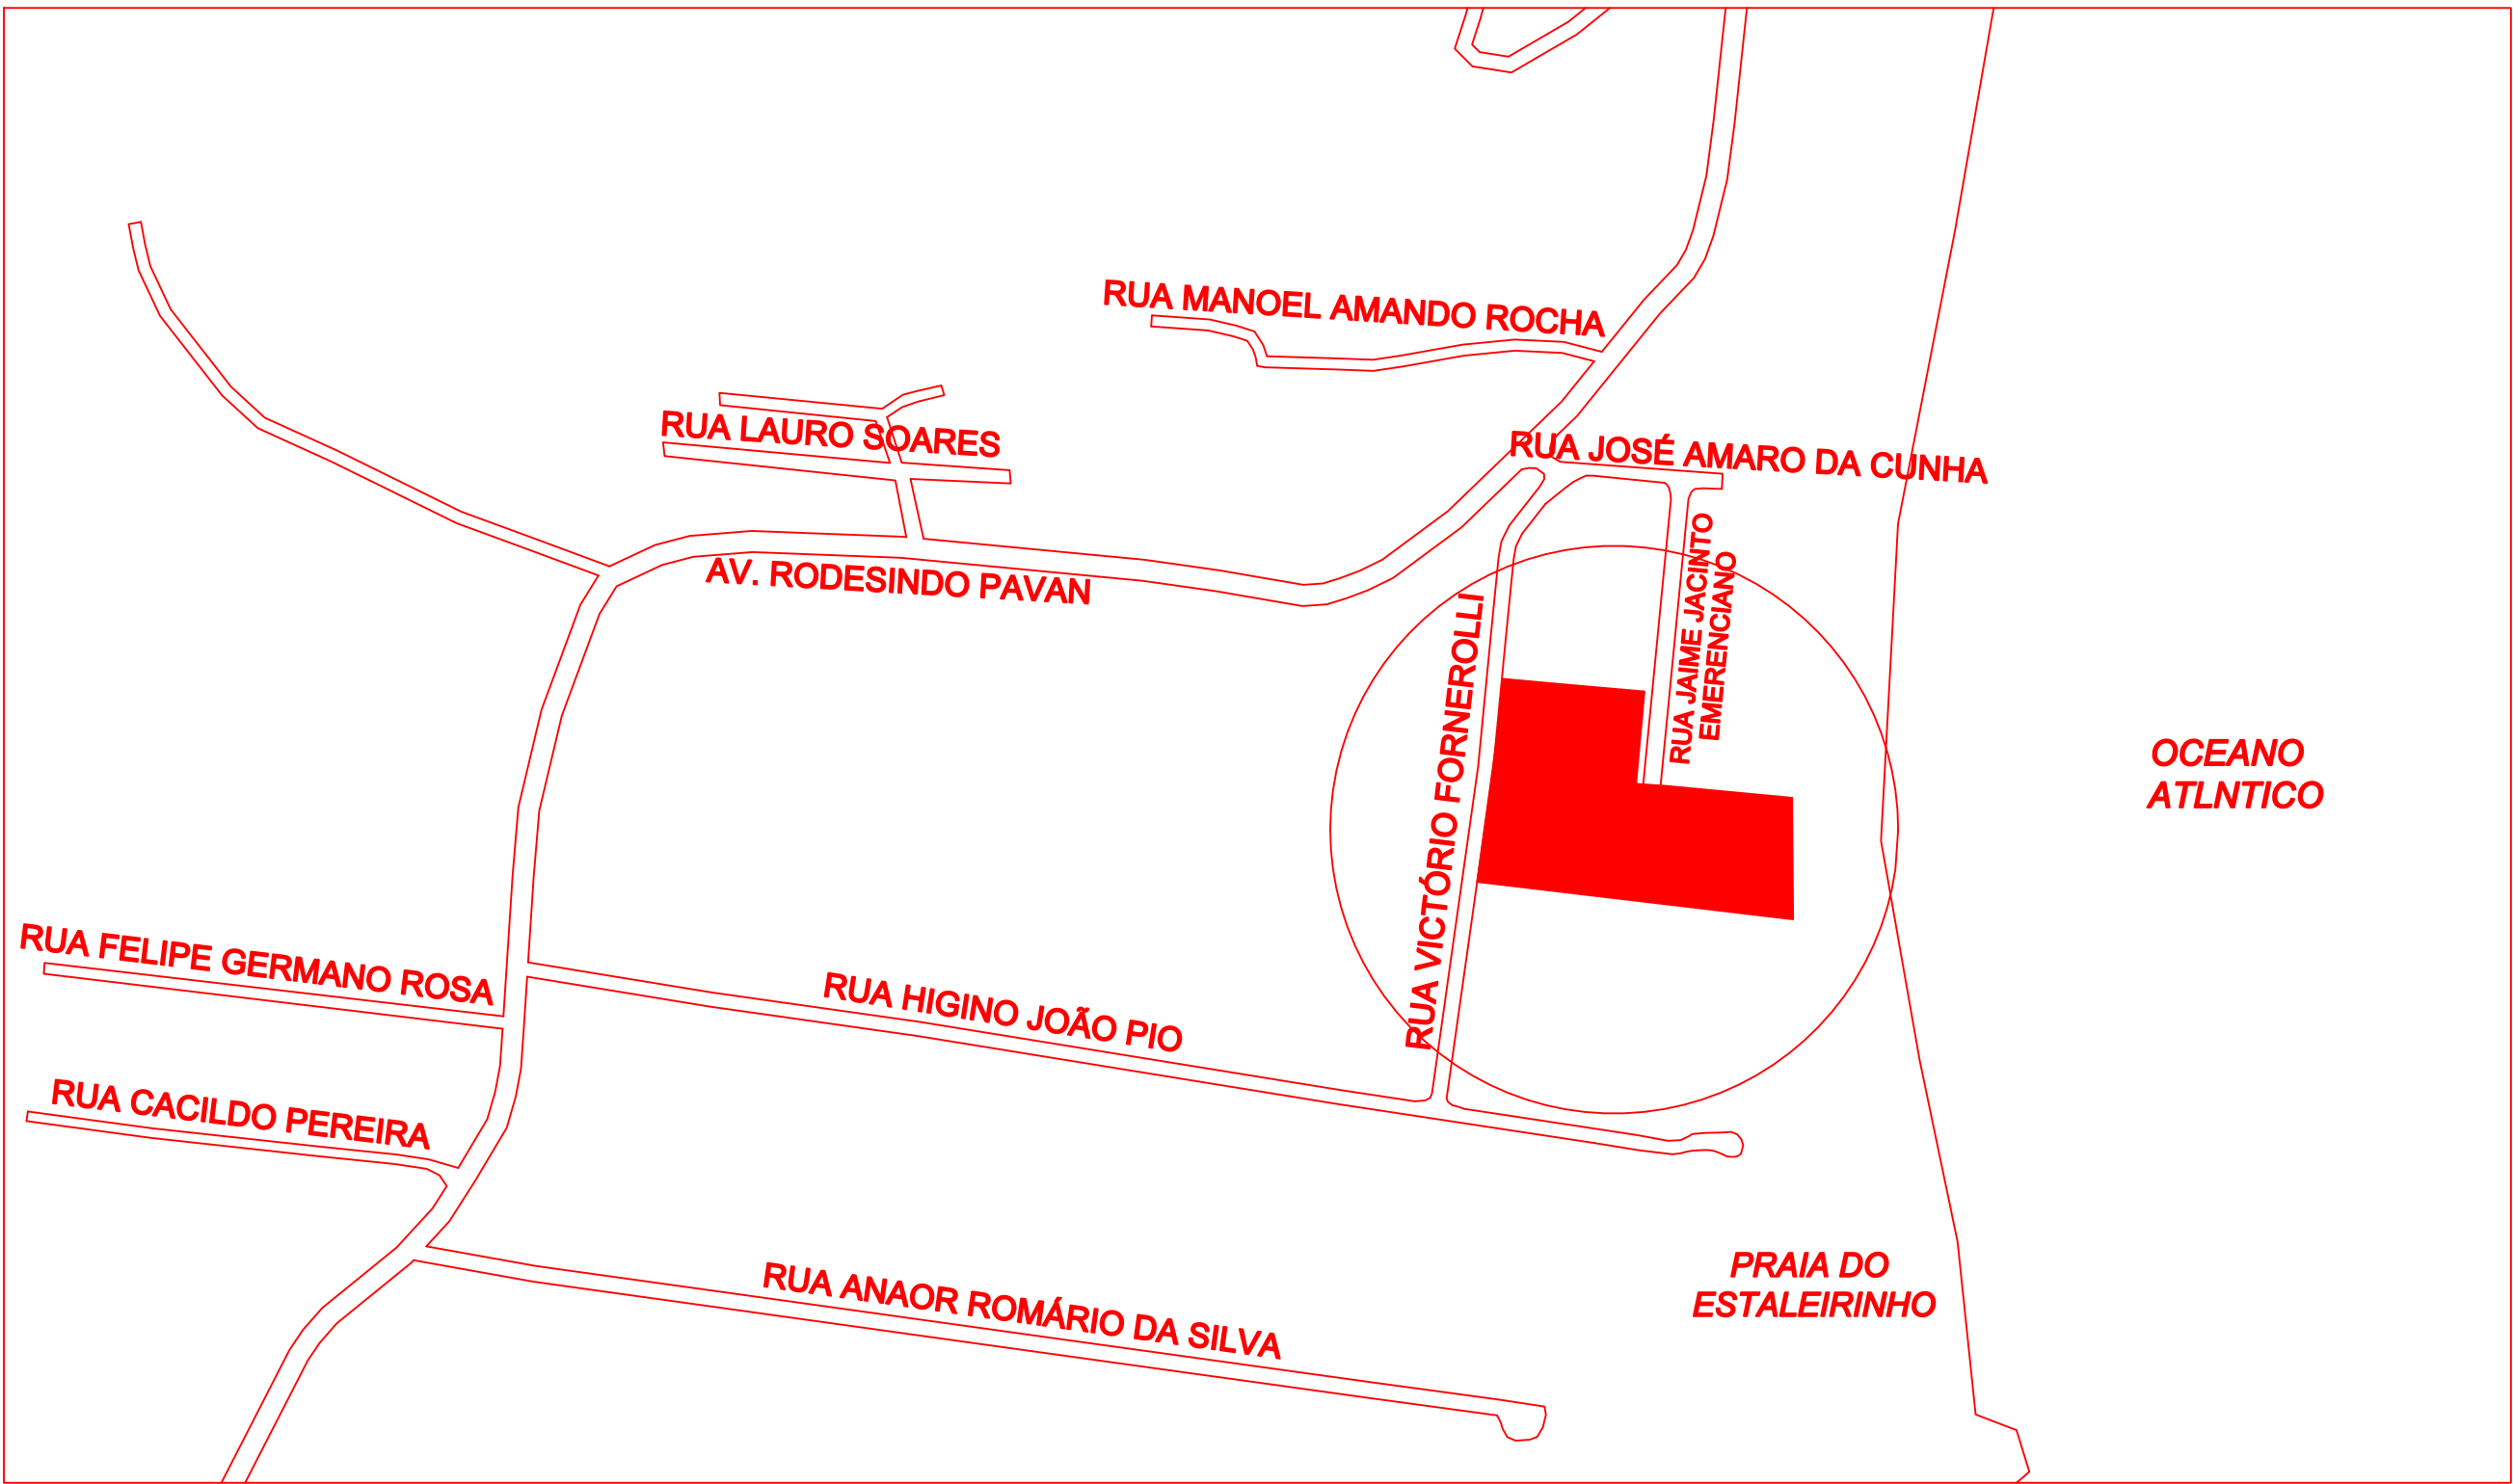 RUA MANOEL AMANDO ROCHA
RUA LAURO SOARES
RUA JOSÉ AMARO DA CUNHA
AV. RODESINDO PAVAN
RUA JAIME JACINTO
EMERENCIANO
RUA VICTÓRIO FORNEROLLI
OCEANO
ATLNTICO
RUA FELIPE GERMANO ROSA
RUA HIGINO JOÃO PIO
RUA CACILDO PEREIRA
RUA ANAOR ROMÁRIO DA SILVA
PRAIA DO
ESTALEIRINHO